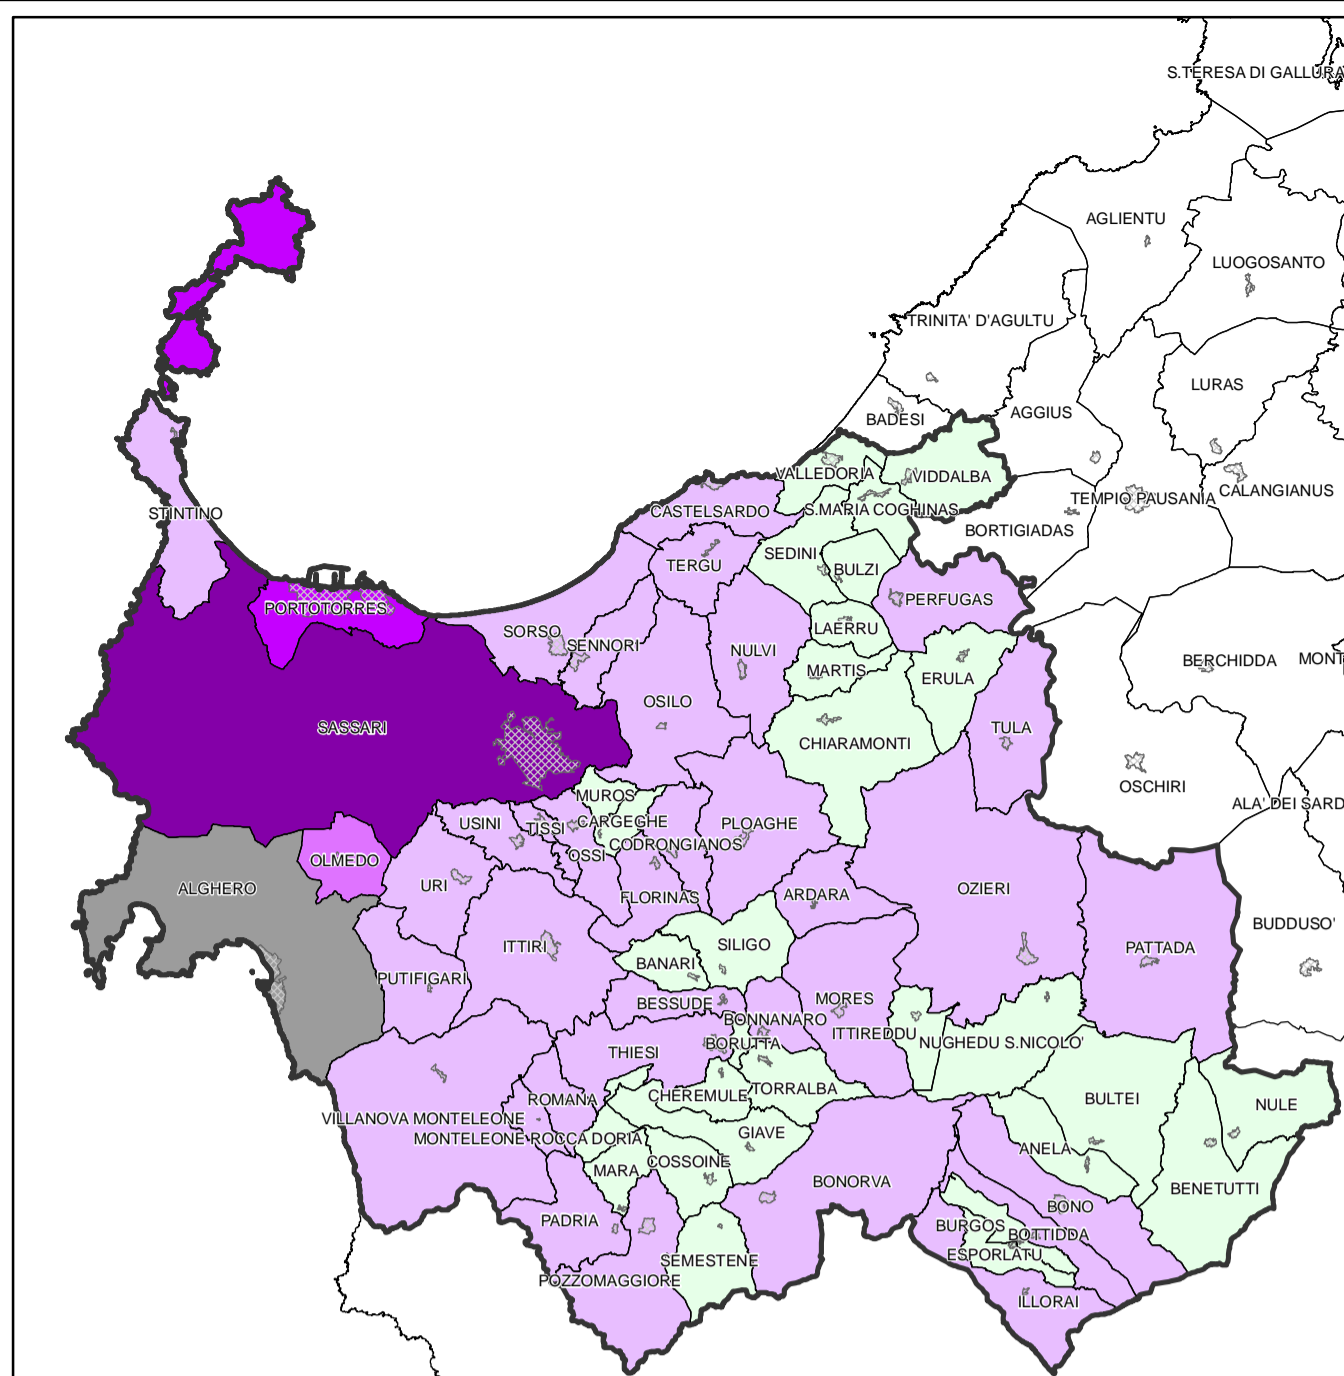 S.TERESA DI GALLURA
AGLIENTU
LUOGOSANTO
TRINITA' D'AGULTU
LURAS
BADESI
AGGIUS
VALLEDORIA
VIDDALBA
CALANGIANUS
TEMPIO PAUSANIA
STINTINO
CASTELSARDO
S.MARIA COGHINAS
BORTIGIADAS
SEDINI
TERGU
BULZI
PERFUGAS
PORTOTORRES
SORSO
SENNORI
LAERRU
NULVI
MARTIS
ERULA
BERCHIDDA
MONT
OSILO
SASSARI
CHIARAMONTI
TULA
OSCHIRI
MUROS
ALA' DEI SARD
USINI
TISSI
CARGEGHE
PLOAGHE
CODRONGIANOS
OSSI
OLMEDO
URI
ALGHERO
FLORINAS
ARDARA
OZIERI
BUDDUSO'
ITTIRI
SILIGO
PATTADA
BANARI
PUTIFIGARI
BESSUDE
MORES
BONNANARO
ITTIREDDU
BORUTTA
NUGHEDU S.NICOLO'
THIESI
TORRALBA
CHEREMULE
ROMANA
BULTEI
NULE
VILLANOVA MONTELEONE
MONTELEONE ROCCA DORIA
GIAVE
ANELA
COSSOINE
MARA
BONORVA
BENETUTTI
BONO
PADRIA
BURGOS
BOTTIDDA
ESPORLATU
SEMESTENE
POZZOMAGGIORE
ILLORAI